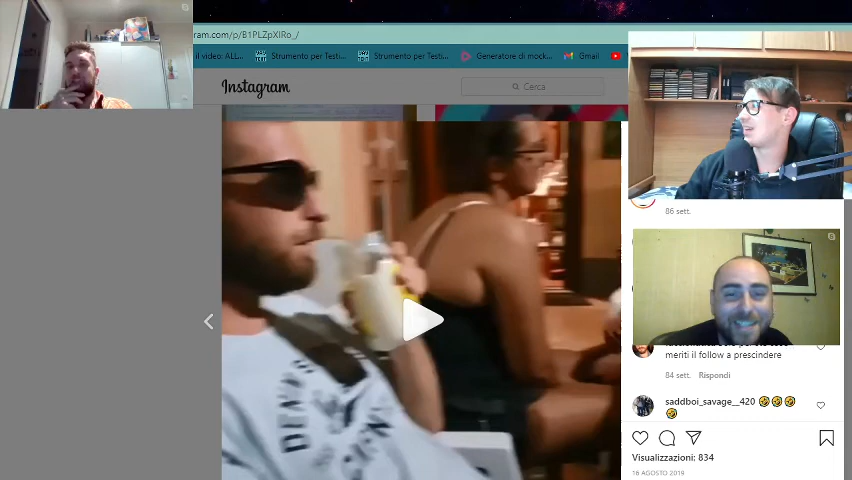 ram.com/p/B1PLZpXIRo_/
il video: ALL...
Strumento per Testi...
Strumento per Testi...
Generatore di mock...
Gmail
Instagram
Cerca
86 sett.
meriti il follow a prescindere
84 sett. Rispondi
saddboi_savage__420 🤣🤣🤣
🤣
Visualizzazioni: 834
16 AGOSTO 2019